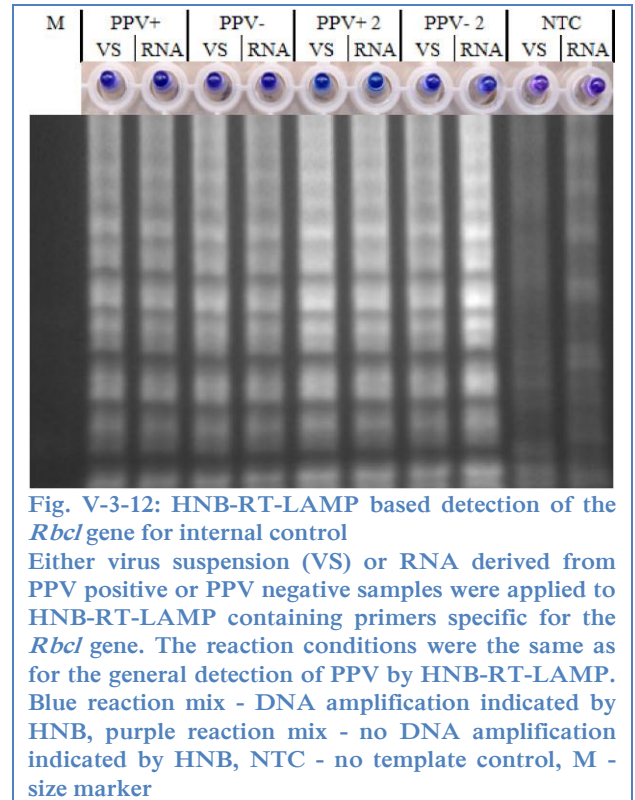 M PPV+ PPV- PPV+ 2 PPV- 2 NTC
VS RNA VS RNA VS RNA VS RNA VS RNA
Fig. V-3-12: HNB-RT-LAMP based detection of the
Rbcl gene for internal control
Either virus suspension (VS) or RNA derived from
PPV positive or PPV negative samples were applied to
HNB-RT-LAMP containing primers specific for the
Rbcl gene. The reaction conditions were the same as
for the general detection of PPV by HNB-RT-LAMP.
Blue reaction mix - DNA amplification indicated by
HNB, purple reaction mix - no DNA amplification
indicated by HNB, NTC - no template control, M -
size marker